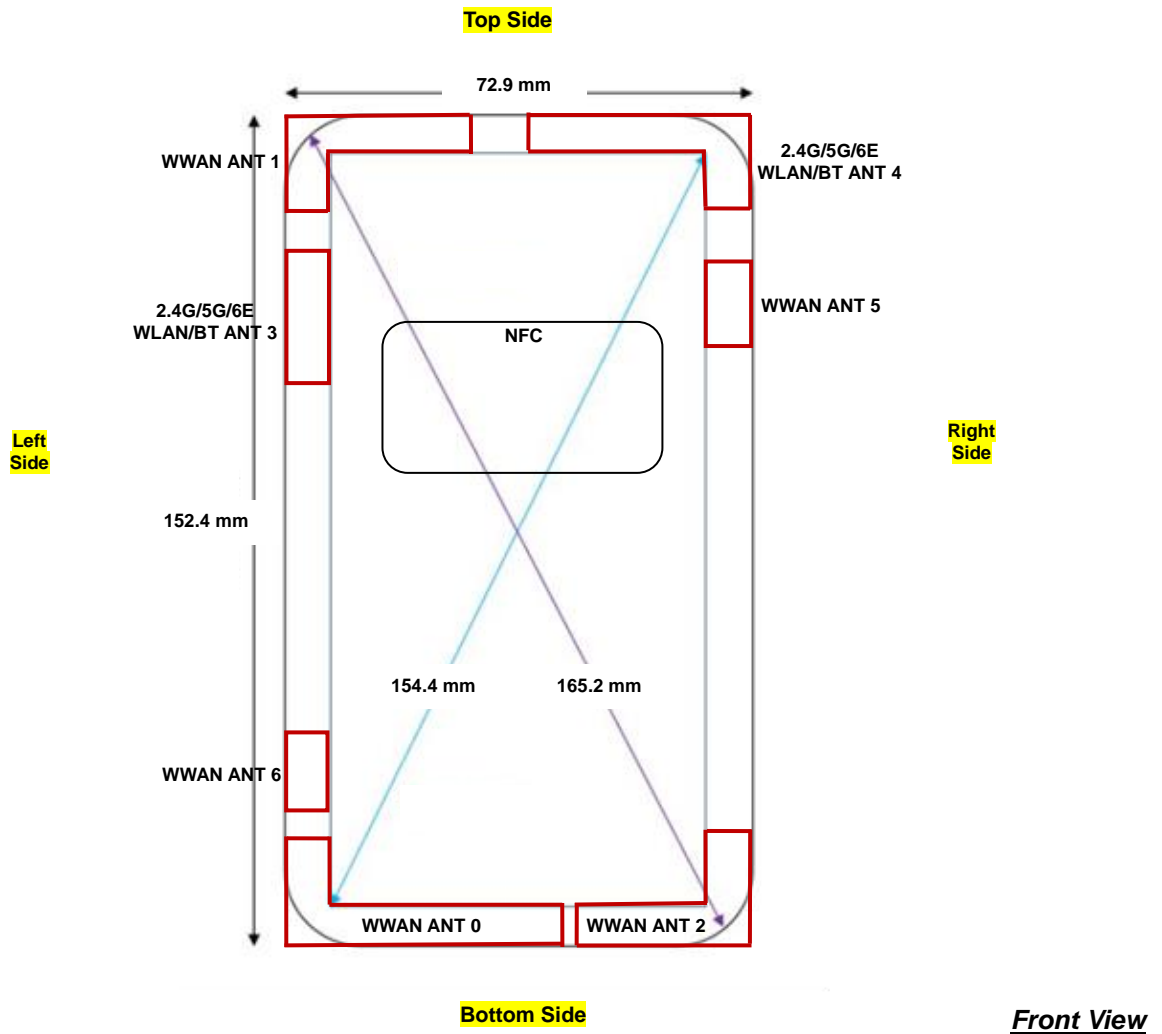 Top Side
72.9 mm
WWAN ANT 1
2.4G/5G/6E
WLAN/BT ANT 4
2.4G/5G/6E
WLAN/BT ANT 3
WWAN ANT 5
NFC
Left
Side
Right
Side
152.4 mm
154.4 mm
165.2 mm
WWAN ANT 6
WWAN ANT 0
WWAN ANT 2
Bottom Side
Front View